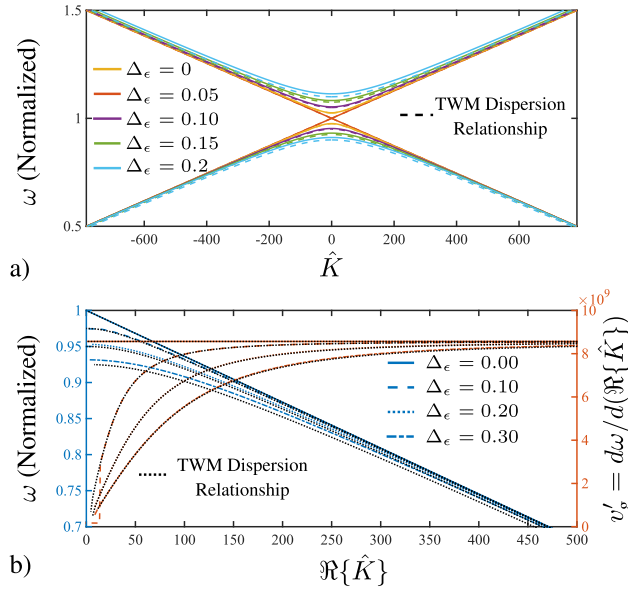 1.5
1
0.5
ω (Normalized)
Δϵ = 0
Δϵ = 0.05
Δϵ = 0.10
Δϵ = 0.15
Δϵ = 0.2
TWM Dispersion
Relationship
-600 -400 -200 0 200 400 600
K̂
a)
×10⁹
1
0.95
0.9
0.85
0.8
0.75
0.7
ω (Normalized)
Δϵ = 0.00
Δϵ = 0.10
Δϵ = 0.20
Δϵ = 0.30
TWM Dispersion
Relationship
10
8
6
4
2
0
v′g = dω/d(ℜ{K̂})
0 50 100 150 200 250 300 350 400 450 500
ℜ{K̂}
b)